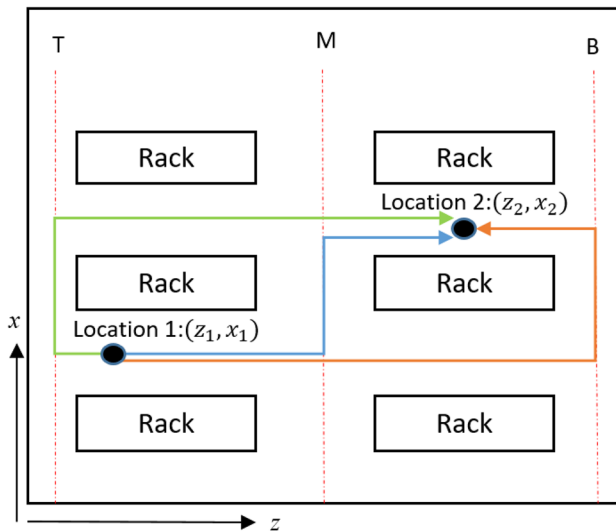 T
M
B
Rack
Rack
Location 2:(z₂, x₂)
Rack
Rack
Location 1:(z₁, x₁)
Rack
Rack
x
z